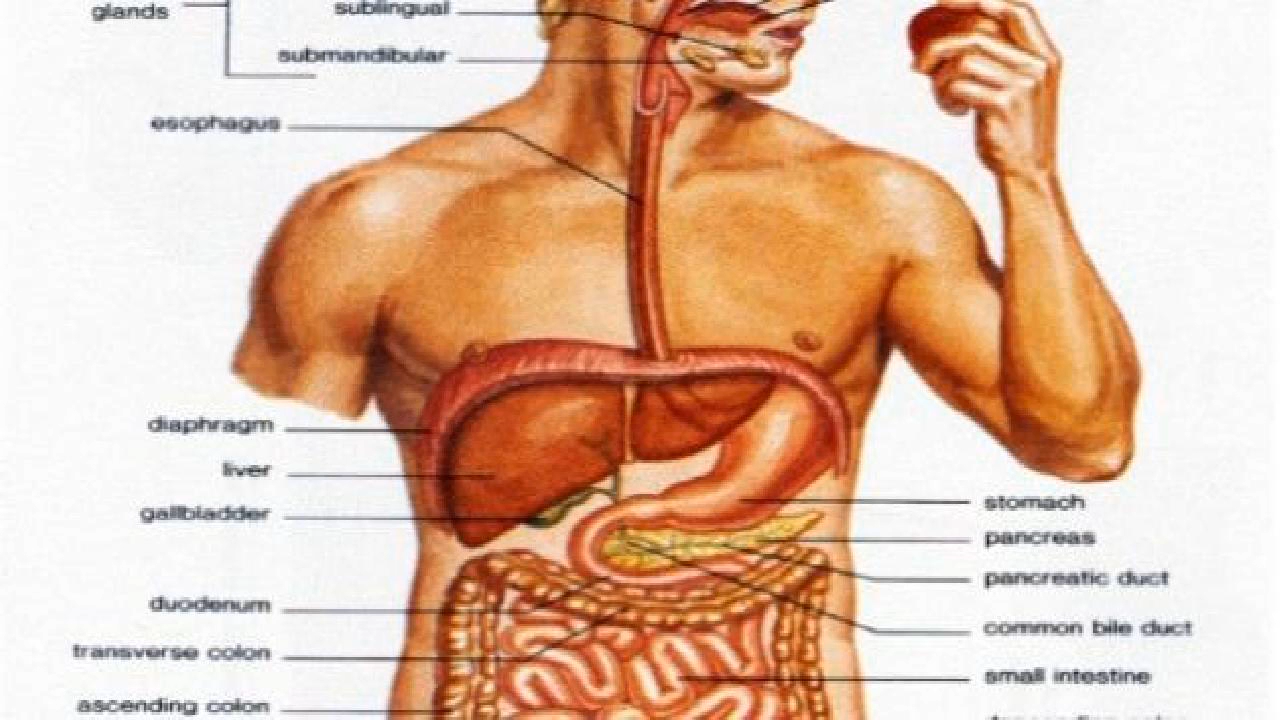 glands
sublingual
submandibular
esophagus
diaphragm
liver
gallbladder
duodenum
transverse colon
ascending colon
stomach
pancreas
pancreatic duct
common bile duct
small intestine